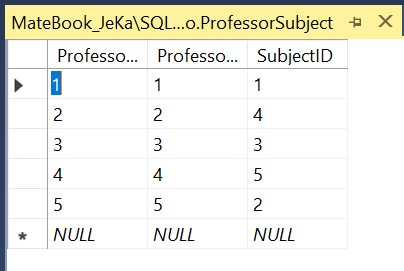 MateBook_JeKa\SQL...o.ProfessorSubject
Professo... Professo... SubjectID
1 1 1
2 2 4
3 3 3
4 4 5
5 5 2
* NULL NULL NULL